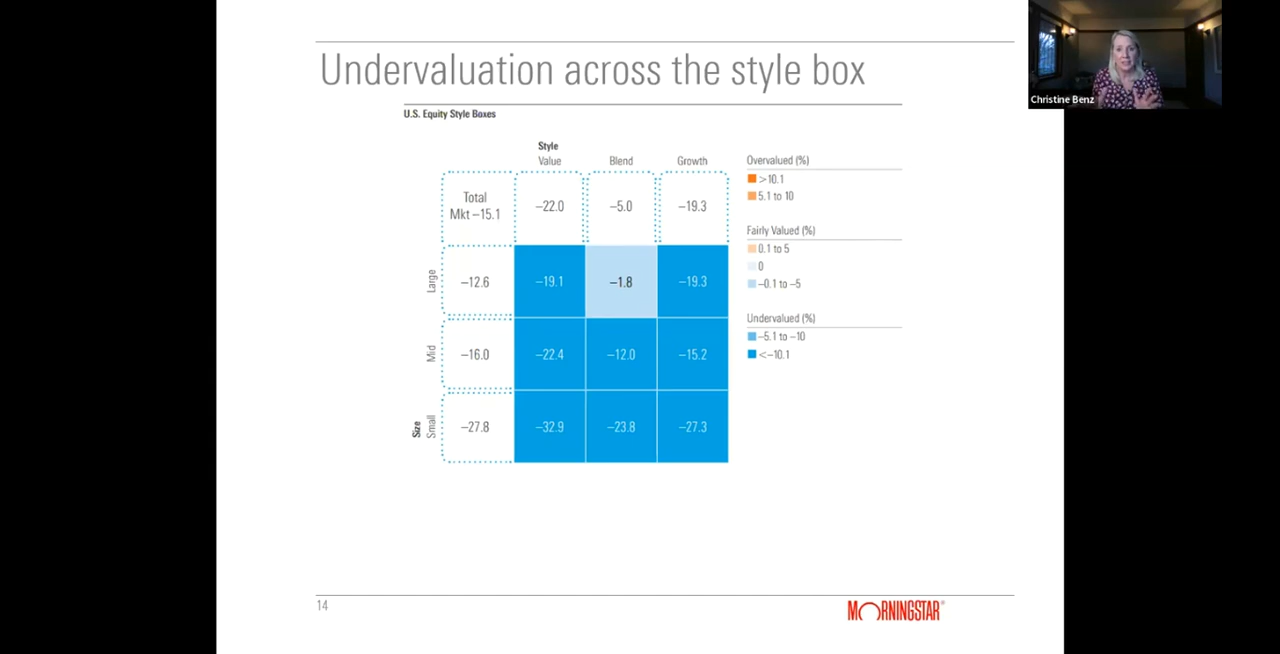 Undervaluation across the style box
Christine Benz
U.S. Equity Style Boxes
Style
Value Blend Growth
Total
Mkt –15.1 –22.0 –5.0 –19.3
Large –12.6 –19.1 –1.8 –19.3
Mid –16.0 –22.4 –12.0 –15.2
Size
Small –27.8 –32.9 –23.8 –27.3
Overvalued (%)
>10.1
5.1 to 10
Fairly Valued (%)
0.1 to 5
0
–0.1 to –5
Undervalued (%)
–5.1 to –10
<–10.1
14
MORNINGSTAR®